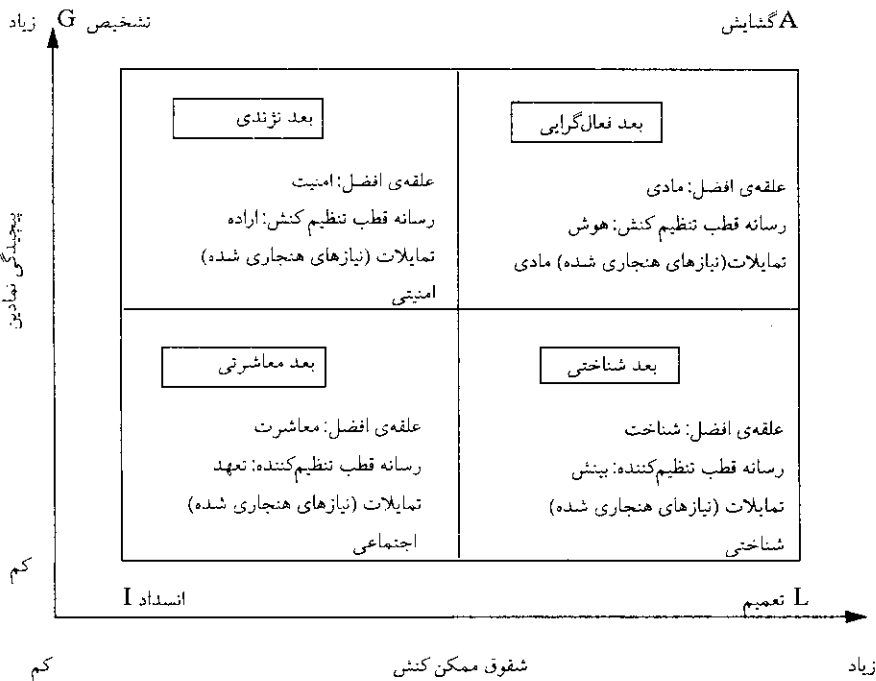 زیاد G تشخیص
A گشایش
بعد نژندی
علقه‌ی افضل: امنیت
رسانه قطب تنظیم کنش: اراده
تمایلات (نیازهای هنجاری شده)
امنیتی
بعد فعال‌گرایی
علقه‌ی افضل: مادی
رسانه قطب تنظیم کنش: هوش
تمایلات(نیازهای هنجاری شده) مادی
پیچیدگی نمادین
بعد معاشرتی
علقه‌ی افضل: معاشرت
رسانه قطب تنظیم‌کننده: تعهد
تمایلات (نیازهای هنجاری شده)
اجتماعی
بعد شناختی
علقه‌ی افضل: شناخت
رسانه قطب تنظیم‌کننده: بینش
تمایلات (نیازهای هنجاری شده)
شناختی
کم
I انسداد
L تعمیم
کم
شقوق ممکن کنش
زیاد